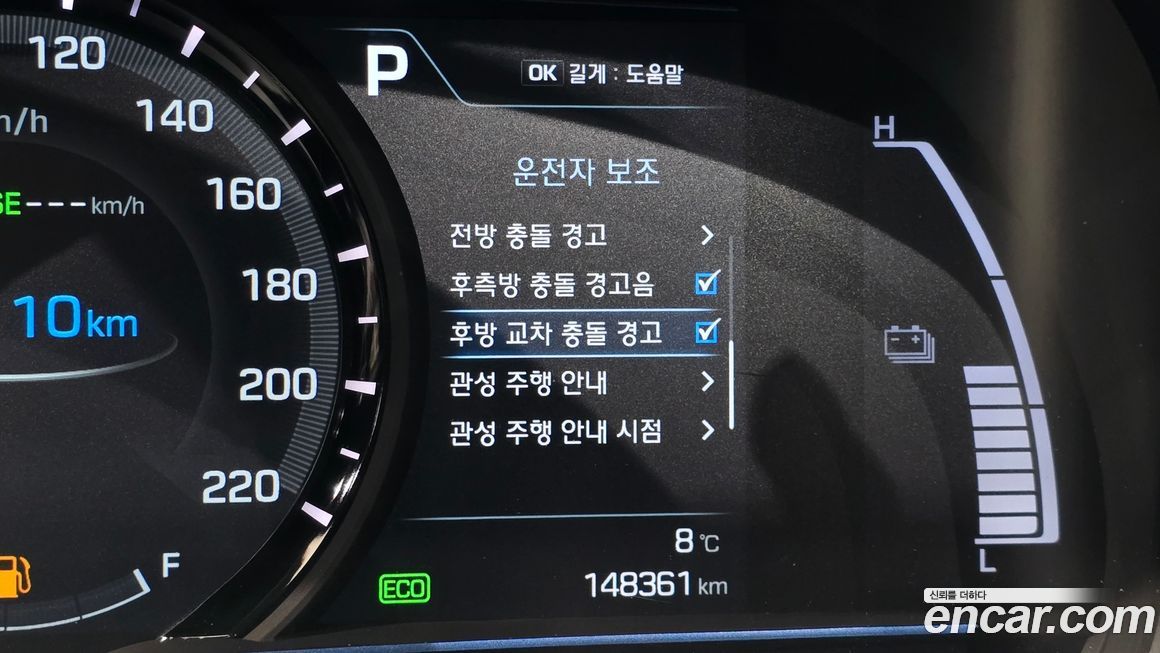 120
140
160
180
200
220
km/h
10km
F
P
OK 길게 : 도움말
운전자 보조
전방 충돌 경고
후측방 충돌 경고음
후방 교차 충돌 경고
관성 주행 안내
관성 주행 안내 시점
8 ℃
ECO
148361 km
H
L
신뢰를 더하다
encar.com